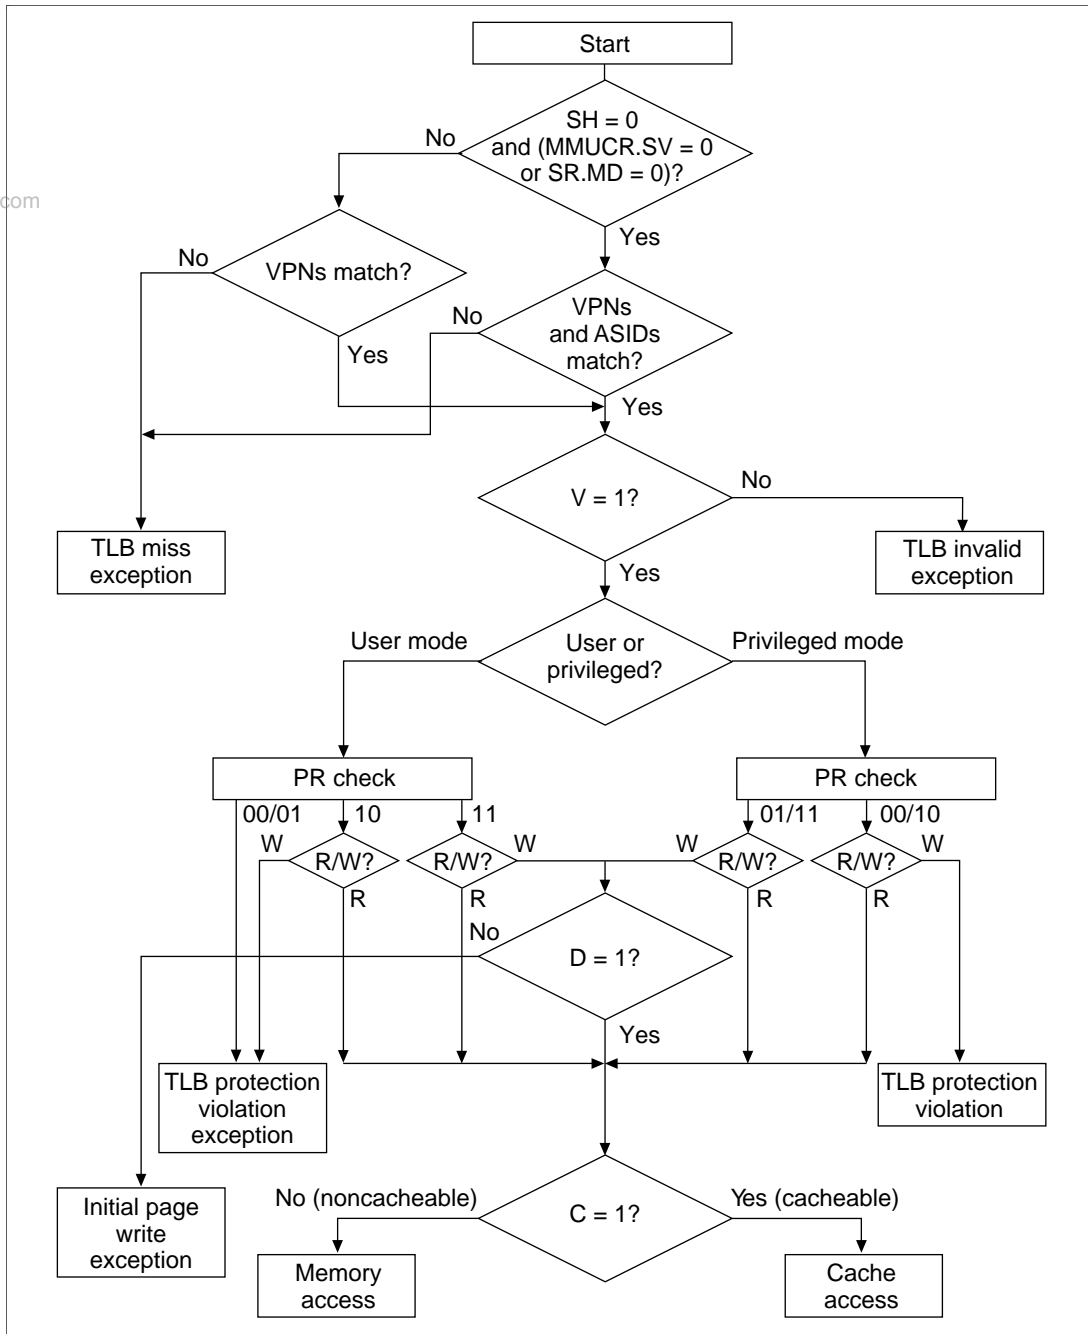 Start
SH = 0
and (MMUCR.SV = 0
or SR.MD = 0)?
No
com
Yes
No
VPNs match?
VPNs
and ASIDs
match?
No
Yes
Yes
V = 1?
No
TLB miss
exception
TLB invalid
exception
Yes
User mode
User or
privileged?
Privileged mode
PR check
PR check
00/01
10
11
01/11
00/10
W
R/W?
R/W?
W
W
R/W?
R/W?
W
R
R
R
R
No
D = 1?
Yes
TLB protection
violation
exception
TLB protection
violation
Initial page
write
exception
No (noncacheable)
C = 1?
Yes (cacheable)
Memory
access
Cache
access